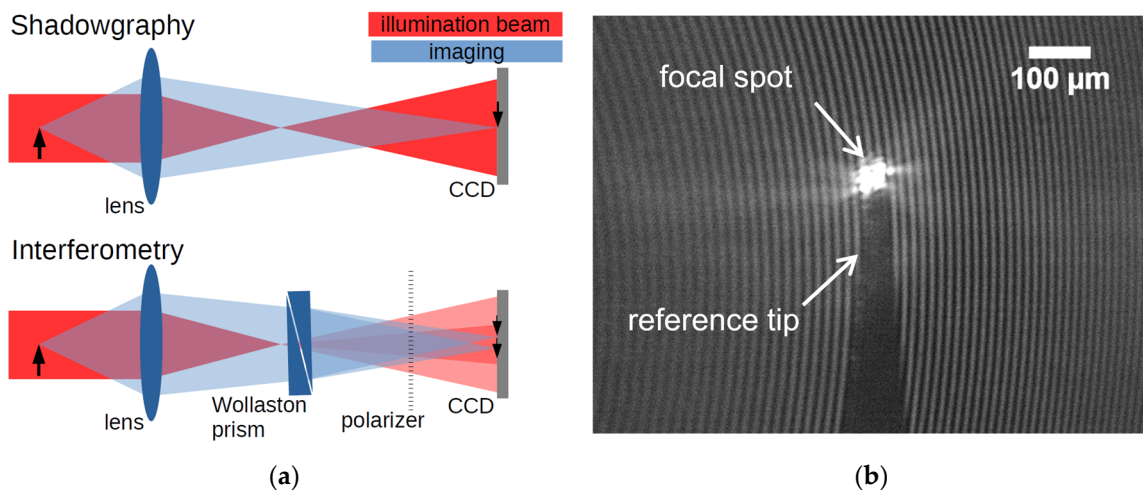 Shadowgraphy
illumination beam
imaging
lens
CCD
Interferometry
lens
Wollaston
prism
polarizer
CCD
(a)
focal spot
100 µm
reference tip
(b)